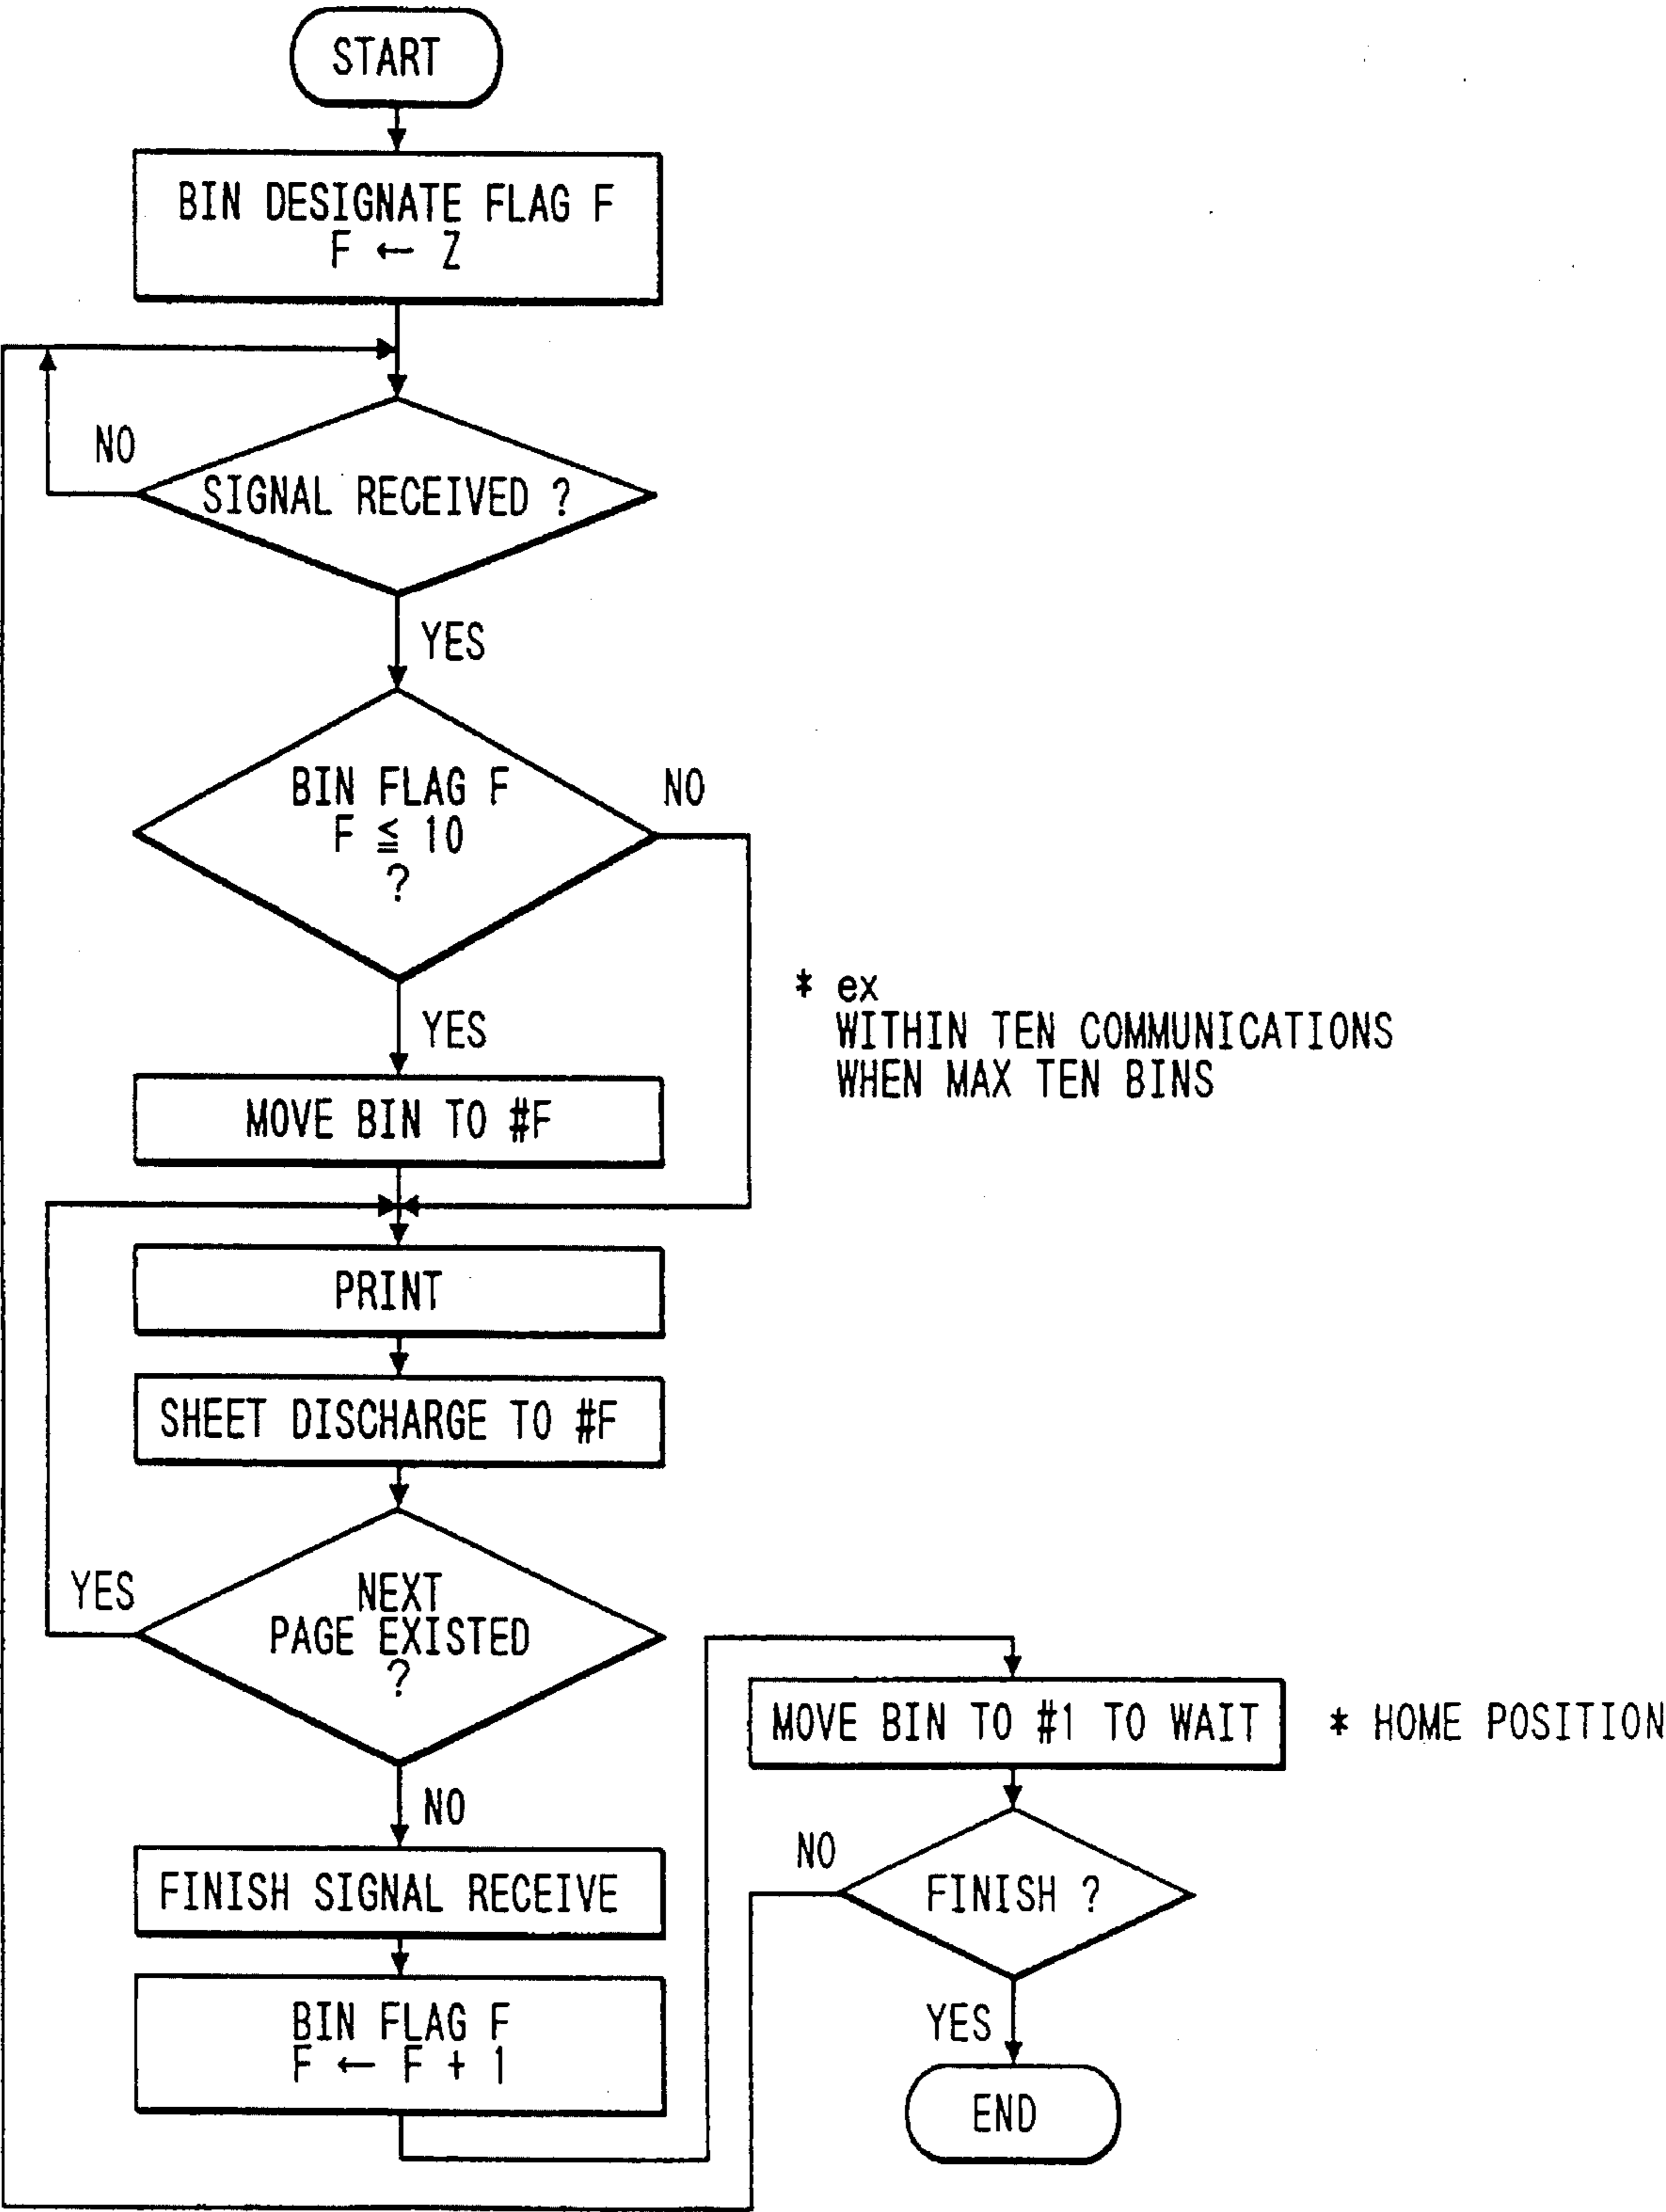 START
BIN DESIGNATE FLAG F
F ← Z
NO
SIGNAL RECEIVED ?
YES
BIN FLAG F
F ≦ 10
?
NO
YES
* ex
WITHIN TEN COMMUNICATIONS
WHEN MAX TEN BINS
MOVE BIN TO #F
PRINT
SHEET DISCHARGE TO #F
YES
NEXT
PAGE EXISTED
?
NO
FINISH SIGNAL RECEIVE
BIN FLAG F
F ← F + 1
MOVE BIN TO #1 TO WAIT
* HOME POSITION
NO
FINISH ?
YES
END